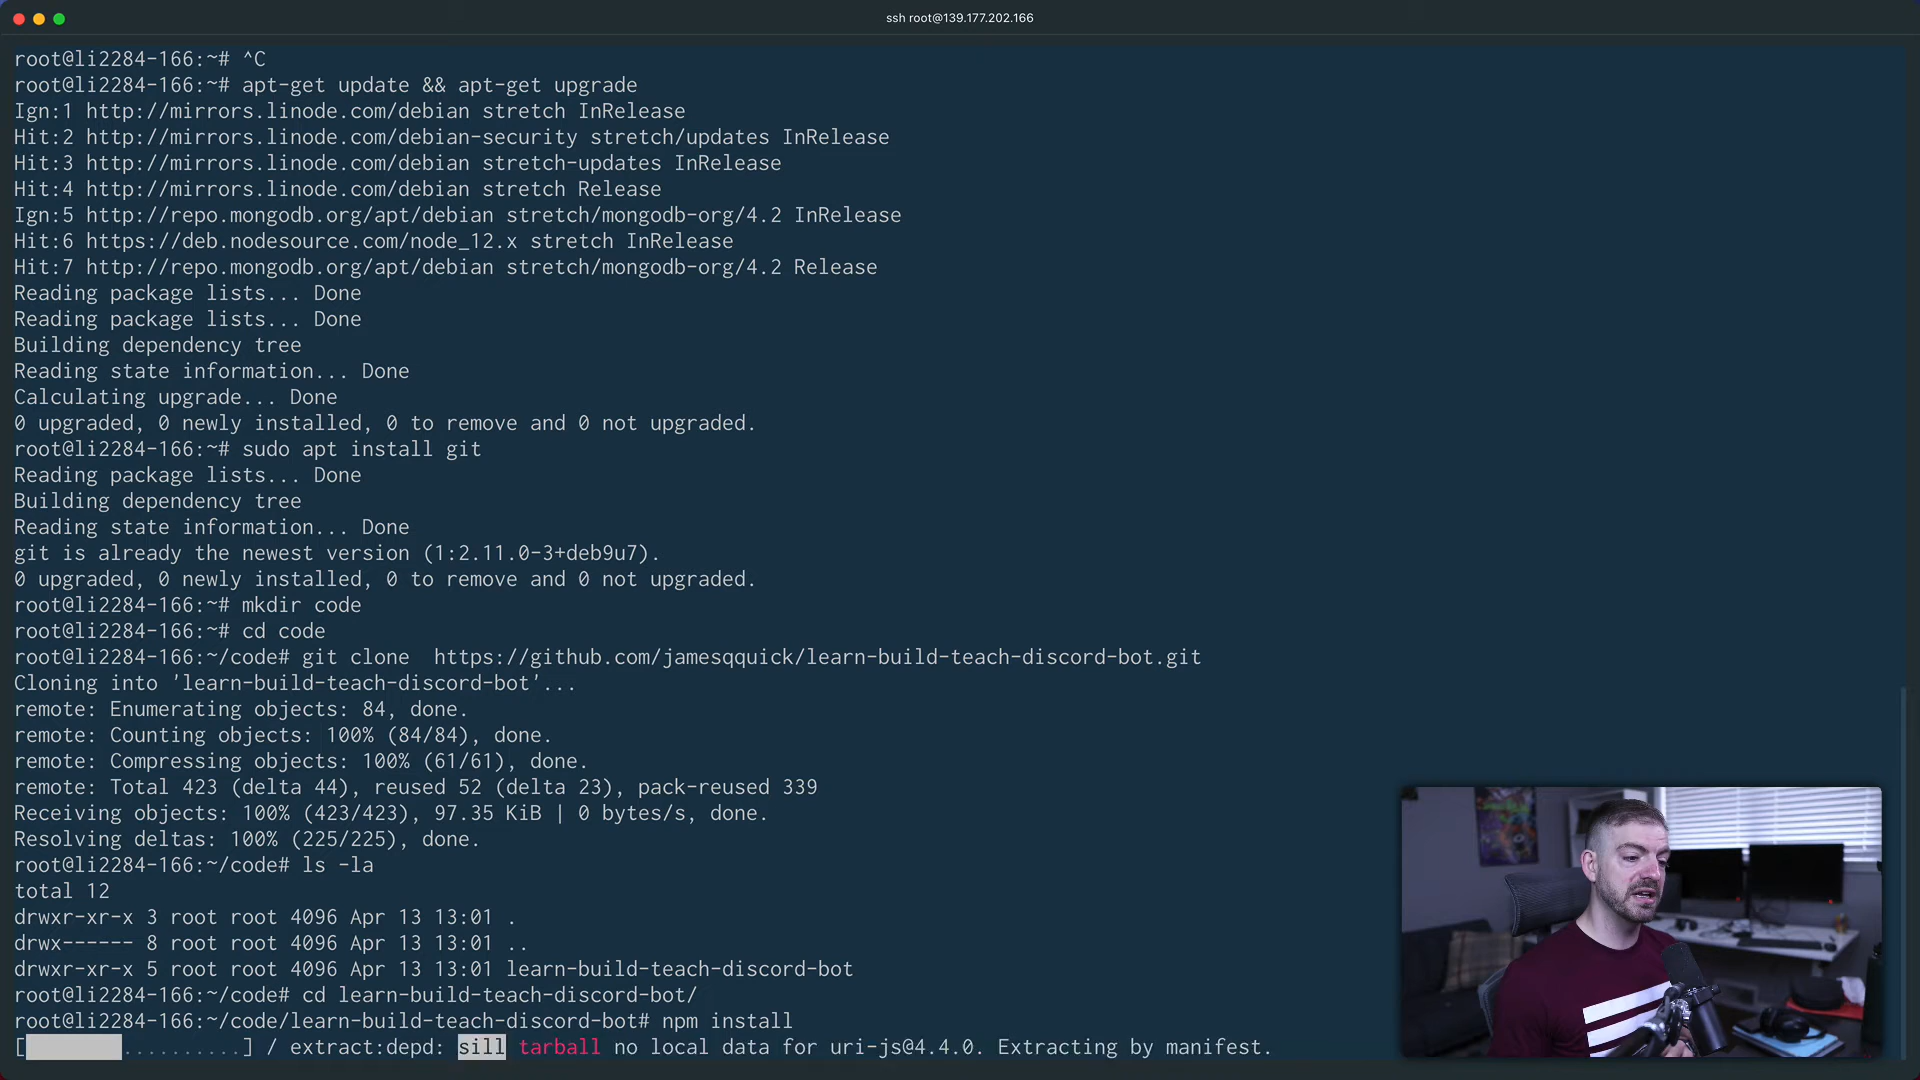 ssh root@139.177.202.166
root@li2284-166:~# ^C
root@li2284-166:~# apt-get update && apt-get upgrade
Ign:1 http://mirrors.linode.com/debian stretch InRelease
Hit:2 http://mirrors.linode.com/debian-security stretch/updates InRelease
Hit:3 http://mirrors.linode.com/debian stretch-updates InRelease
Hit:4 http://mirrors.linode.com/debian stretch Release
Ign:5 http://repo.mongodb.org/apt/debian stretch/mongodb-org/4.2 InRelease
Hit:6 https://deb.nodesource.com/node_12.x stretch InRelease
Hit:7 http://repo.mongodb.org/apt/debian stretch/mongodb-org/4.2 Release
Reading package lists... Done
Reading package lists... Done
Building dependency tree
Reading state information... Done
Calculating upgrade... Done
0 upgraded, 0 newly installed, 0 to remove and 0 not upgraded.
root@li2284-166:~# sudo apt install git
Reading package lists... Done
Building dependency tree
Reading state information... Done
git is already the newest version (1:2.11.0-3+deb9u7).
0 upgraded, 0 newly installed, 0 to remove and 0 not upgraded.
root@li2284-166:~# mkdir code
root@li2284-166:~# cd code
root@li2284-166:~/code# git clone  https://github.com/jamesqquick/learn-build-teach-discord-bot.git
Cloning into 'learn-build-teach-discord-bot'...
remote: Enumerating objects: 84, done.
remote: Counting objects: 100% (84/84), done.
remote: Compressing objects: 100% (61/61), done.
remote: Total 423 (delta 44), reused 52 (delta 23), pack-reused 339
Receiving objects: 100% (423/423), 97.35 KiB | 0 bytes/s, done.
Resolving deltas: 100% (225/225), done.
root@li2284-166:~/code# ls -la
total 12
drwxr-xr-x 3 root root 4096 Apr 13 13:01 .
drwx------ 8 root root 4096 Apr 13 13:01 ..
drwxr-xr-x 5 root root 4096 Apr 13 13:01 learn-build-teach-discord-bot
root@li2284-166:~/code# cd learn-build-teach-discord-bot/
root@li2284-166:~/code/learn-build-teach-discord-bot# npm install
[        ..........] / extract:depd: sill tarball no local data for uri-js@4.4.0. Extracting by manifest.